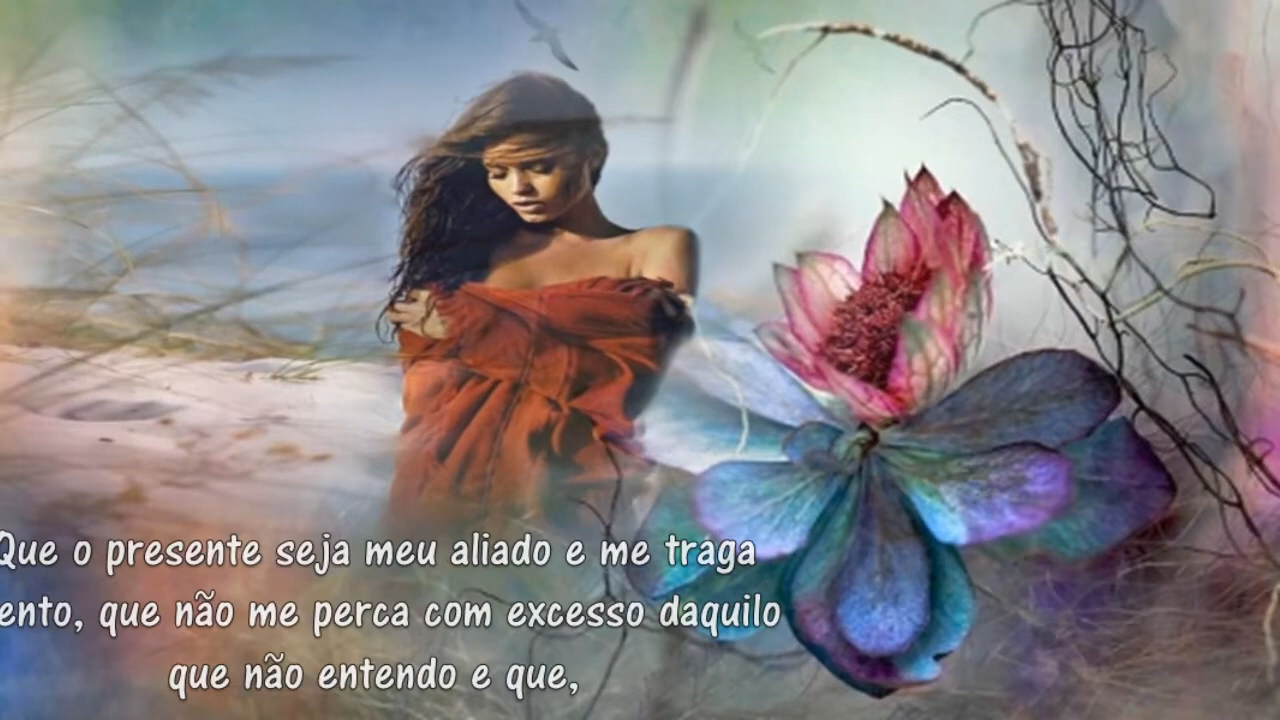 Que o presente seja meu aliado e me traga
ento, que não me perca com excesso daquilo
que não entendo e que,